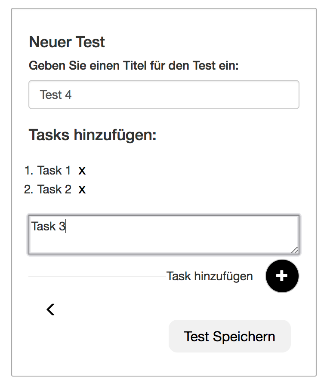 Neuer Test
Geben Sie einen Titel für den Test ein:
Test 4
Tasks hinzufügen:
1. Task 1 x
2. Task 2 x
Task 3
Task hinzufügen +
<
Test Speichern